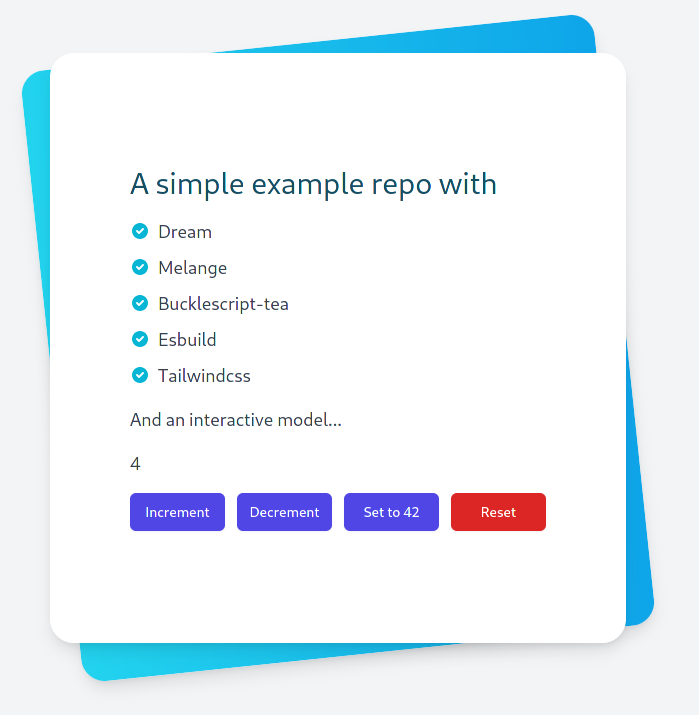 A simple example repo with
Dream
Melange
Bucklescript-tea
Esbuild
Tailwindcss
And an interactive model...
4
Increment Decrement Set to 42 Reset